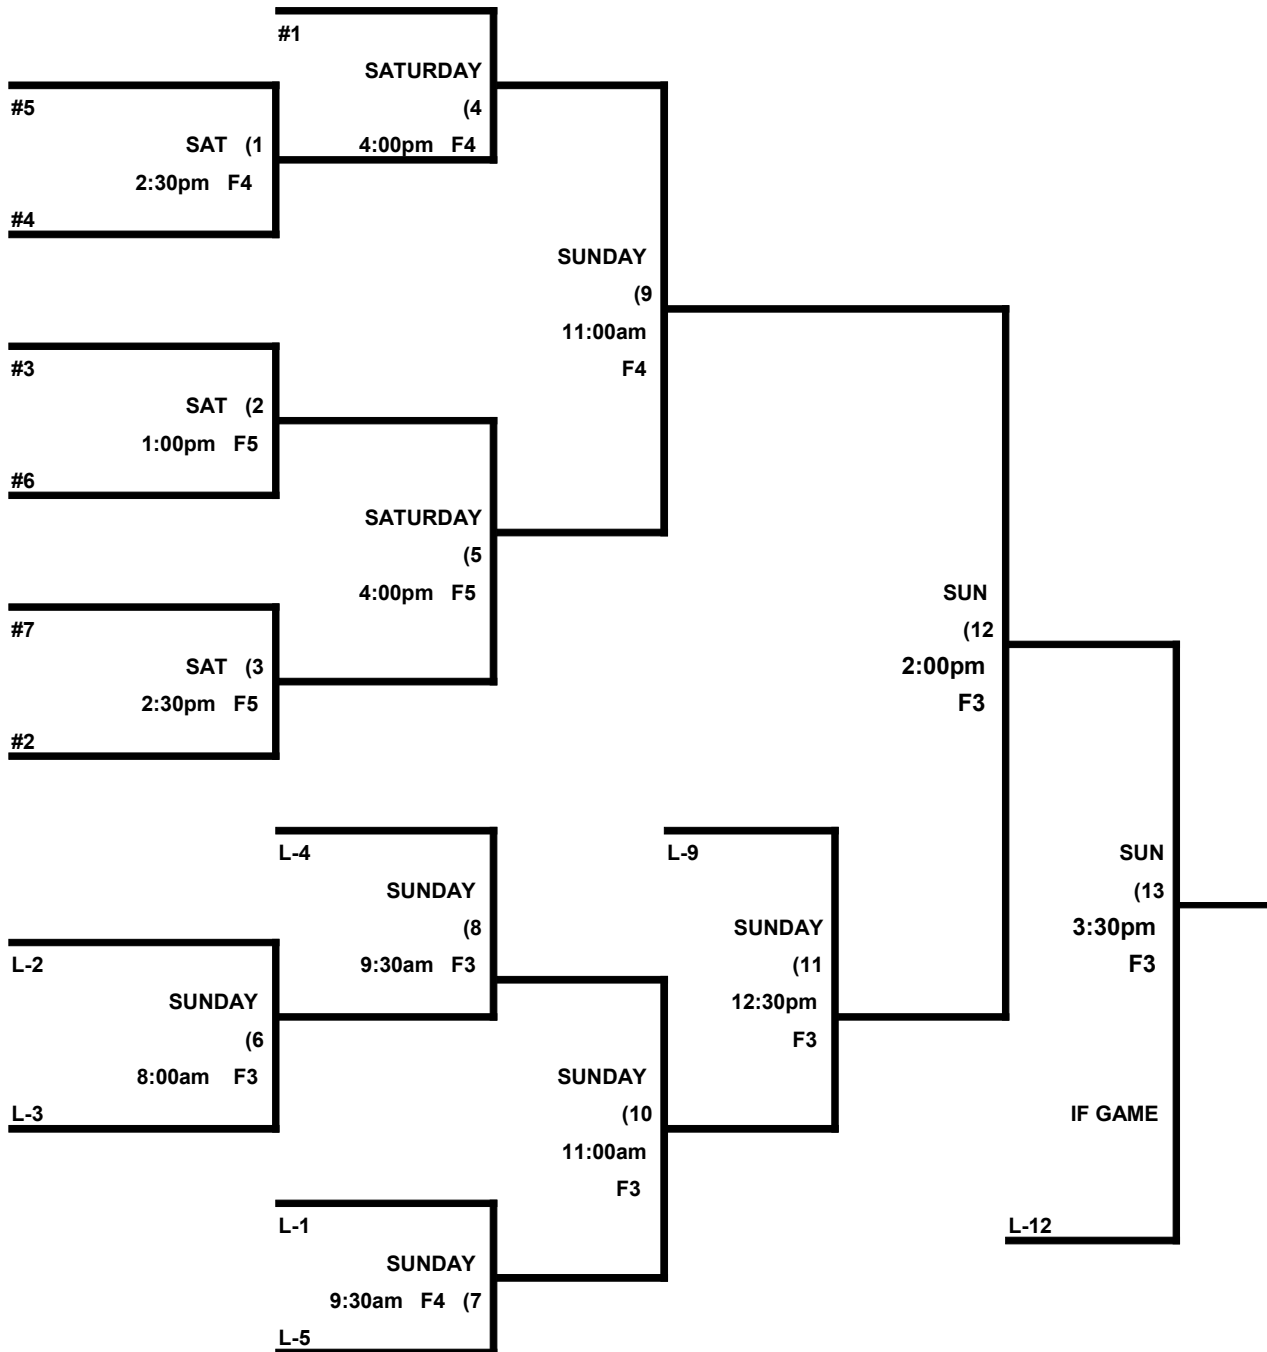 #1
SATURDAY
(4
4:00pm F4
#5
SAT (1
2:30pm F4
#4
SUNDAY
(9
11:00am
F4
#3
SAT (2
1:00pm F5
#6
SATURDAY
(5
4:00pm F5
#7
SAT (3
2:30pm F5
#2
SUN
(12
2:00pm
F3
L-4
SUNDAY
(8
9:30am F3
L-2
SUNDAY
(6
8:00am F3
L-3
L-9
SUNDAY
(11
12:30pm
F3
SUNDAY
(10
11:00am
F3
L-1
SUNDAY
9:30am F4 (7
L-5
SUN
(13
3:30pm
F3
IF GAME
L-12